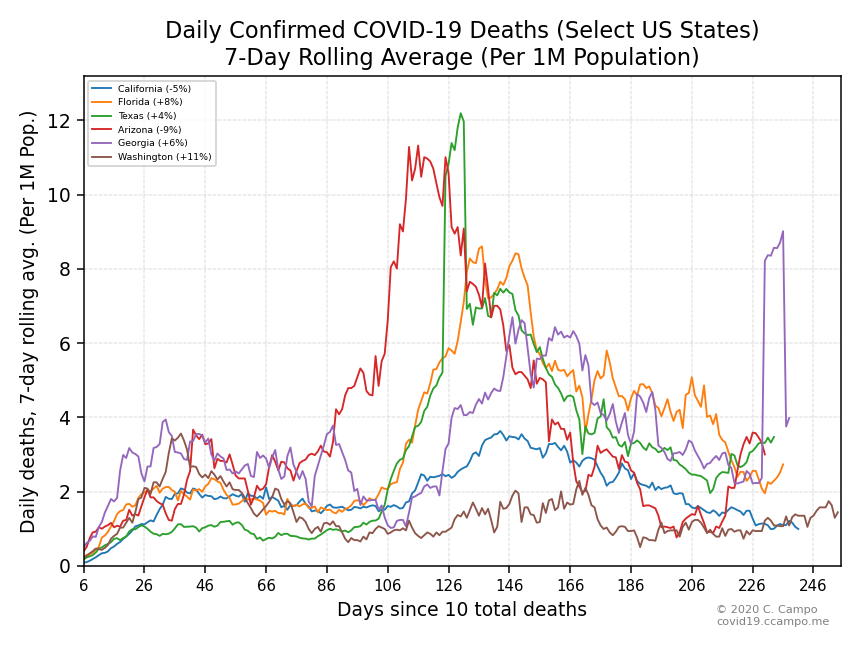 Daily Confirmed COVID-19 Deaths (Select US States)
7-Day Rolling Average (Per 1M Population)
Daily deaths, 7-day rolling avg. (Per 1M Pop.)
California (-5%)
Florida (+8%)
Texas (+4%)
Arizona (-9%)
Georgia (+6%)
Washington (+11%)
12
10
8
6
4
2
0
6 26 46 66 86 106 126 146 166 186 206 226 246
Days since 10 total deaths
© 2020 C. Campo
covid19.ccampo.me